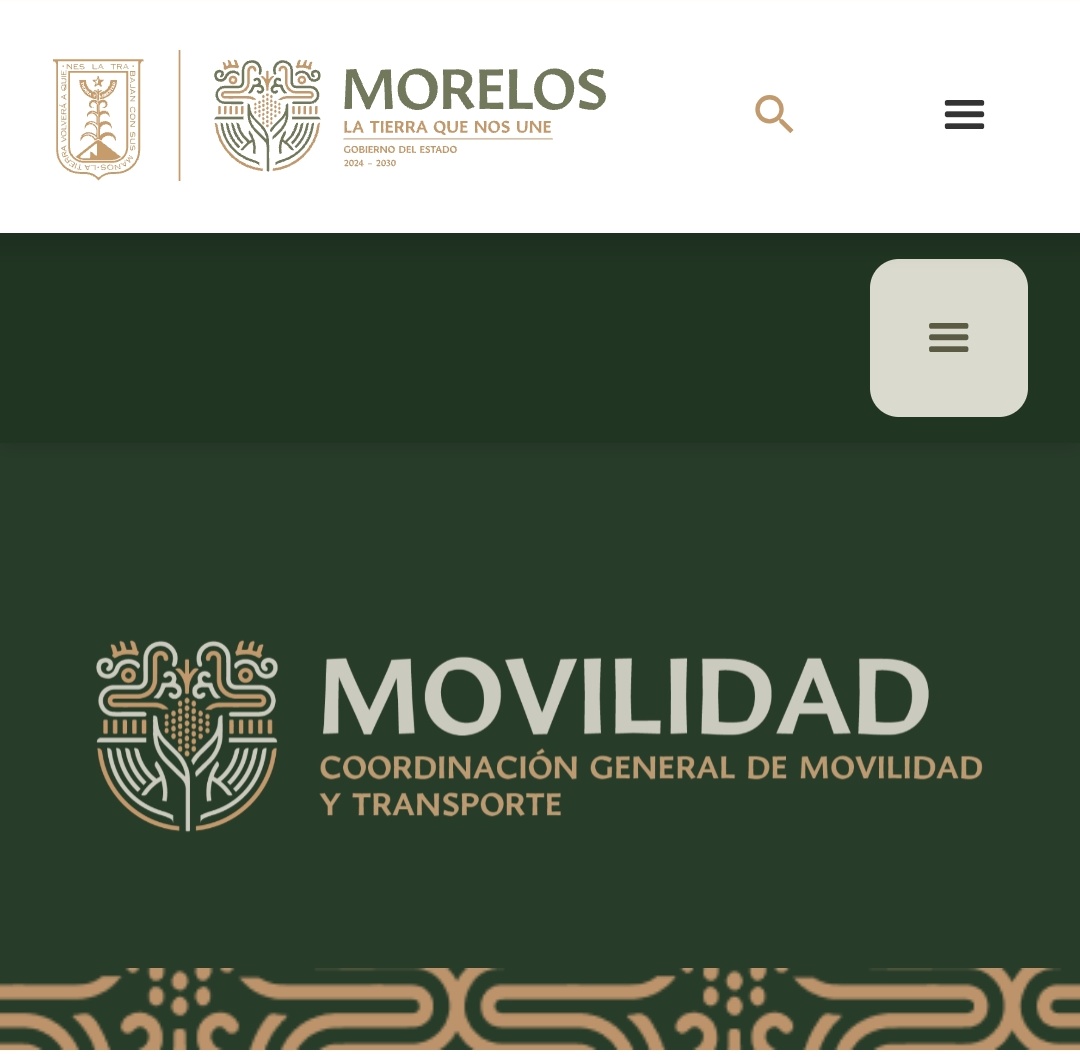 · NES LA TRA ·
BAJAN CON SUS MANOS·LA·TIERRA VOLVERÁ A QUIE
MORELOS
LA TIERRA QUE NOS UNE
GOBIERNO DEL ESTADO
2024 – 2030
MOVILIDAD
COORDINACIÓN GENERAL DE MOVILIDAD
Y TRANSPORTE